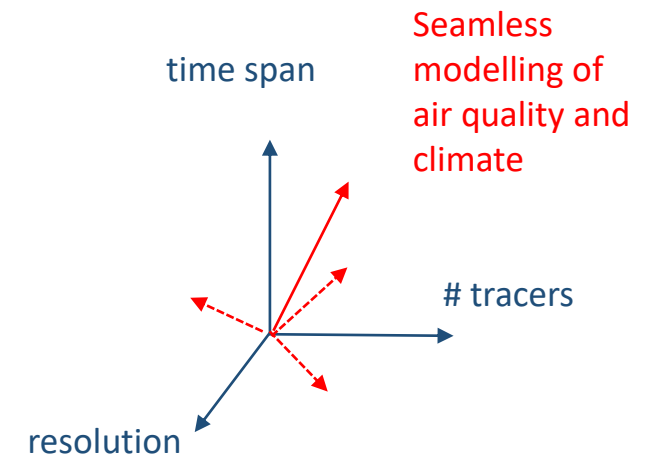 Seamless
modelling of
air quality and
climate
time span
# tracers
resolution